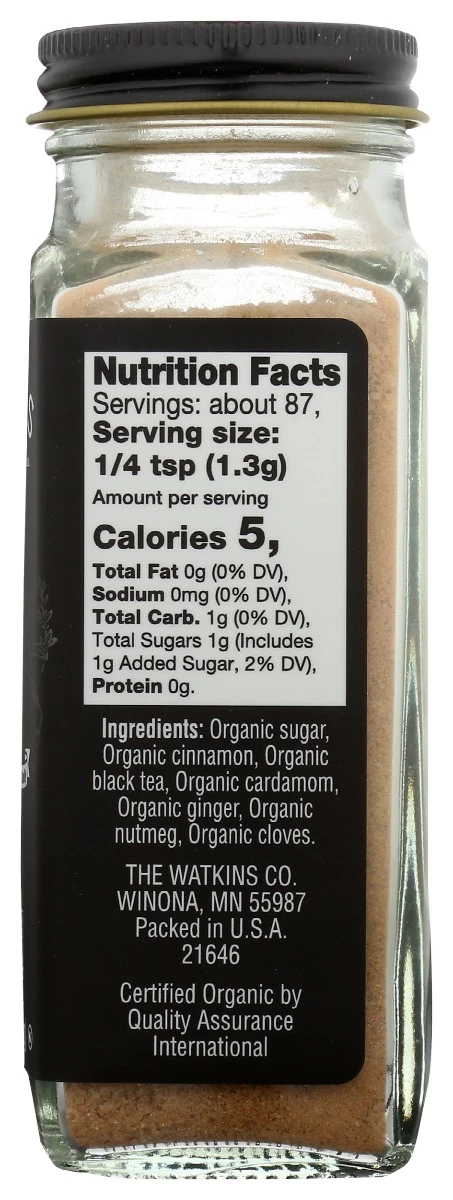 Nutrition Facts
Servings: about 87,
Serving size:
1/4 tsp (1.3g)
Amount per serving
Calories 5,
Total Fat 0g (0% DV),
Sodium 0mg (0% DV),
Total Carb. 1g (0% DV),
Total Sugars 1g (Includes
1g Added Sugar, 2% DV),
Protein 0g.
Ingredients: Organic sugar,
Organic cinnamon, Organic
black tea, Organic cardamom,
Organic ginger, Organic
nutmeg, Organic cloves.
THE WATKINS CO.
WINONA, MN 55987
Packed in U.S.A.
21646
Certified Organic by
Quality Assurance
International